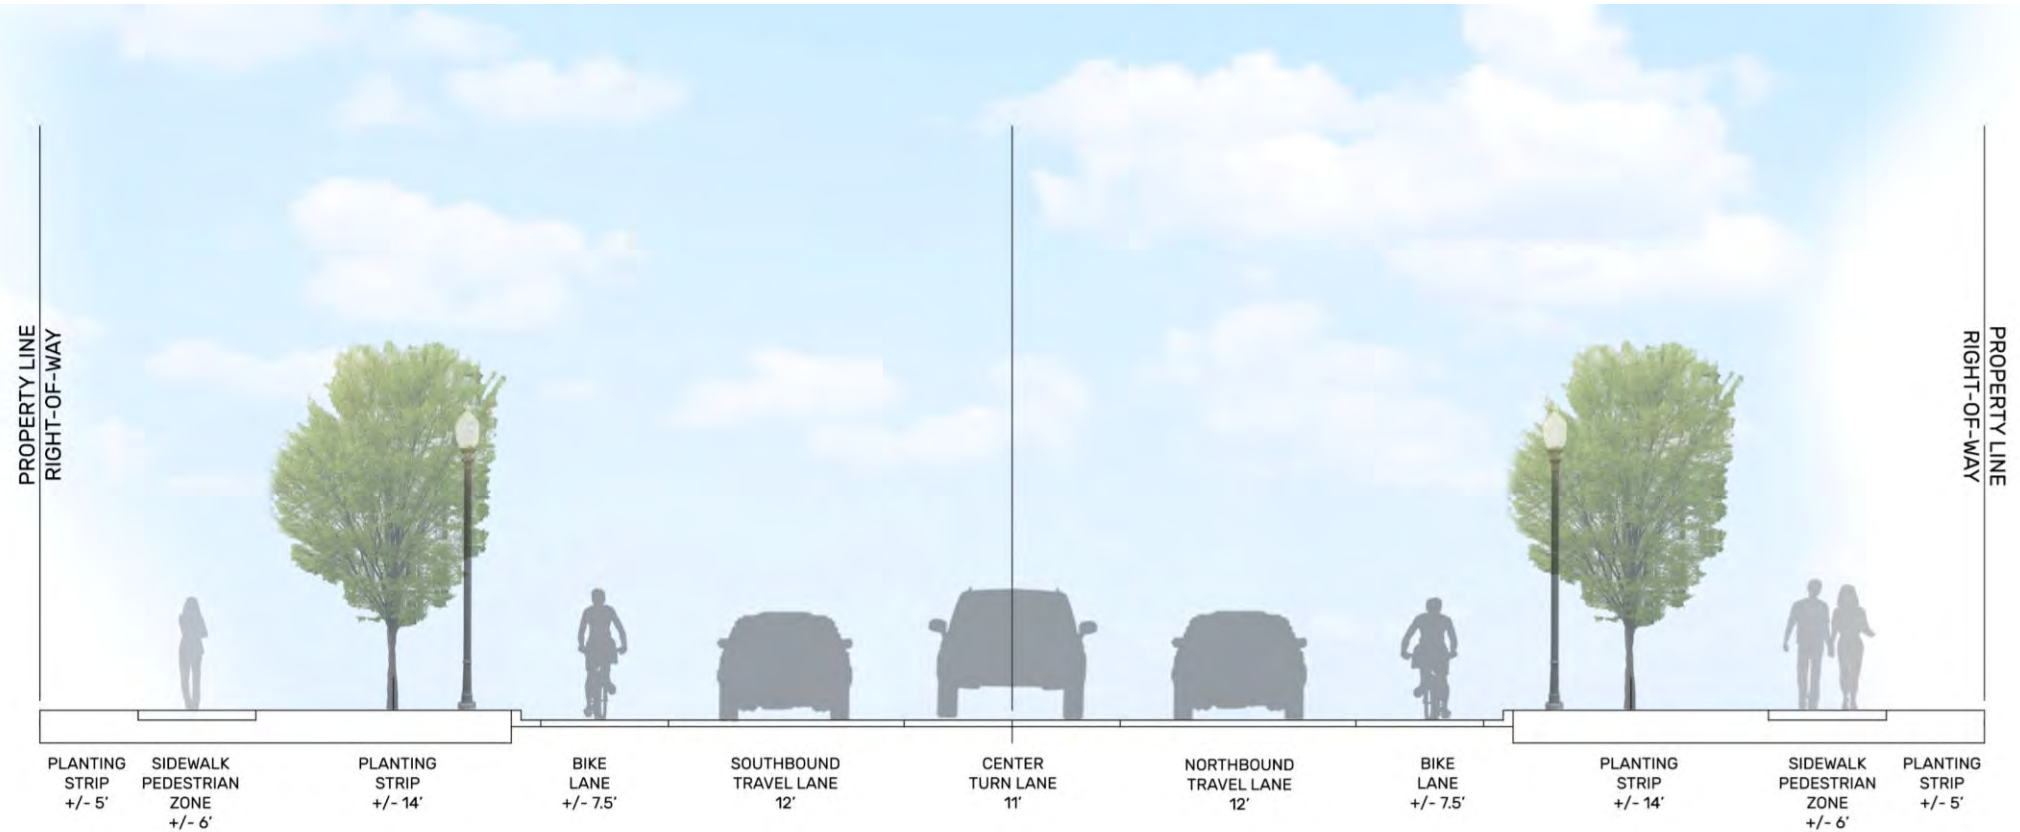 PROPERTY LINE
RIGHT-OF-WAY
PROPERTY LINE
RIGHT-OF-WAY
PLANTING
STRIP
+/- 5'
SIDEWALK
PEDESTRIAN
ZONE
+/- 6'
PLANTING
STRIP
+/- 14'
BIKE
LANE
+/- 7.5'
SOUTHBOUND
TRAVEL LANE
12'
CENTER
TURN LANE
11'
NORTHBOUND
TRAVEL LANE
12'
BIKE
LANE
+/- 7.5'
PLANTING
STRIP
+/- 14'
SIDEWALK
PEDESTRIAN
ZONE
+/- 6'
PLANTING
STRIP
+/- 5'